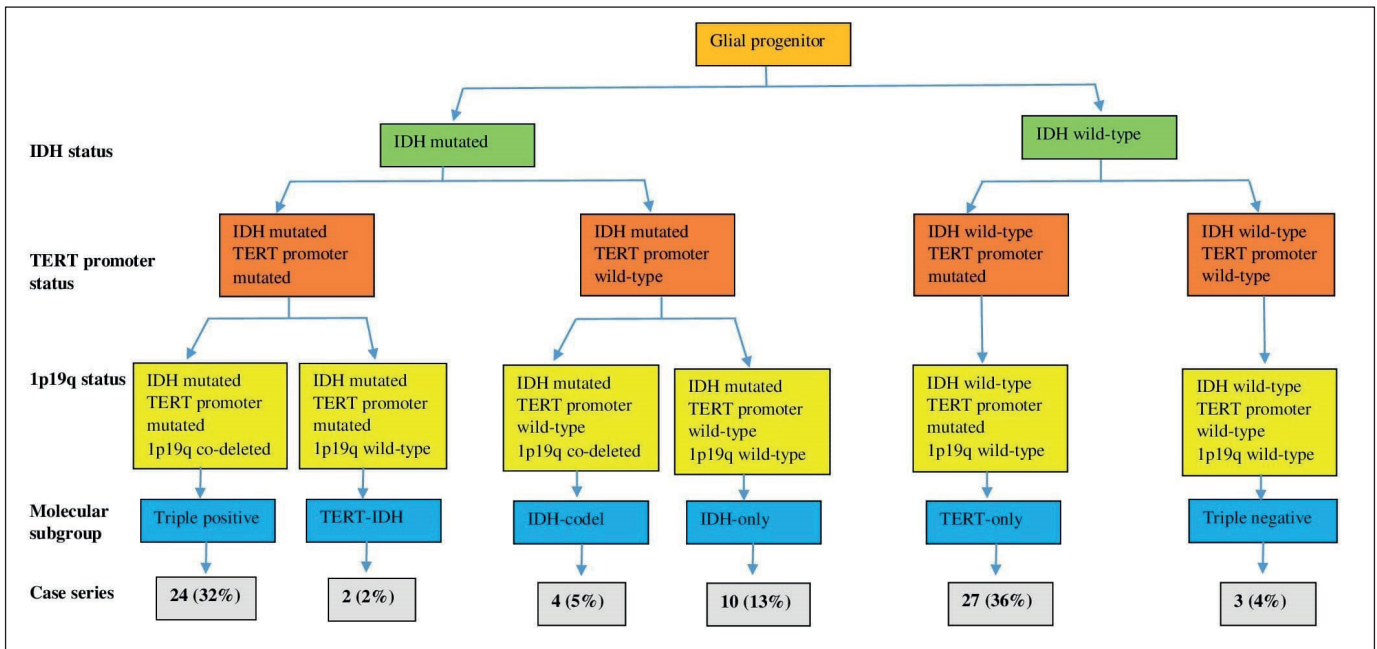 Glial progenitor
IDH status
IDH mutated
IDH wild-type
TERT promoter
status
IDH mutated
TERT promoter
mutated
IDH mutated
TERT promoter
wild-type
IDH wild-type
TERT promoter
mutated
IDH wild-type
TERT promoter
wild-type
1p19q status
IDH mutated
TERT promoter
mutated
1p19q co-deleted
IDH mutated
TERT promoter
mutated
1p19q wild-type
IDH mutated
TERT promoter
wild-type
1p19q co-deleted
IDH mutated
TERT promoter
wild-type
1p19q wild-type
IDH wild-type
TERT promoter
mutated
1p19q wild-type
IDH wild-type
TERT promoter
wild-type
1p19q wild-type
Molecular
subgroup
Triple positive
TERT-IDH
IDH-codel
IDH-only
TERT-only
Triple negative
Case series
24 (32%)
2 (2%)
4 (5%)
10 (13%)
27 (36%)
3 (4%)